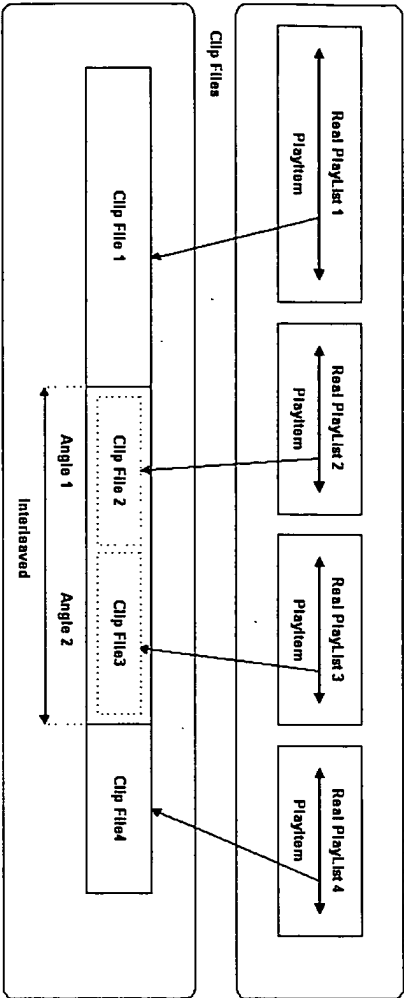 Real PlayList 1
PlayItem
Real PlayList 2
PlayItem
Real PlayList 3
PlayItem
Real PlayList 4
PlayItem
Clip Files
Clip File 1
Clip File 2
Clip File3
Clip File4
Angle 1
Angle 2
Interleaved